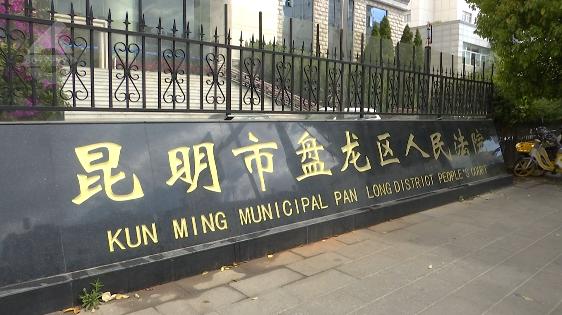 昆明市盘龙区人民法院
KUN MING MUNICIPAL PAN LONG DISTRICT PEOPLE'S COURT